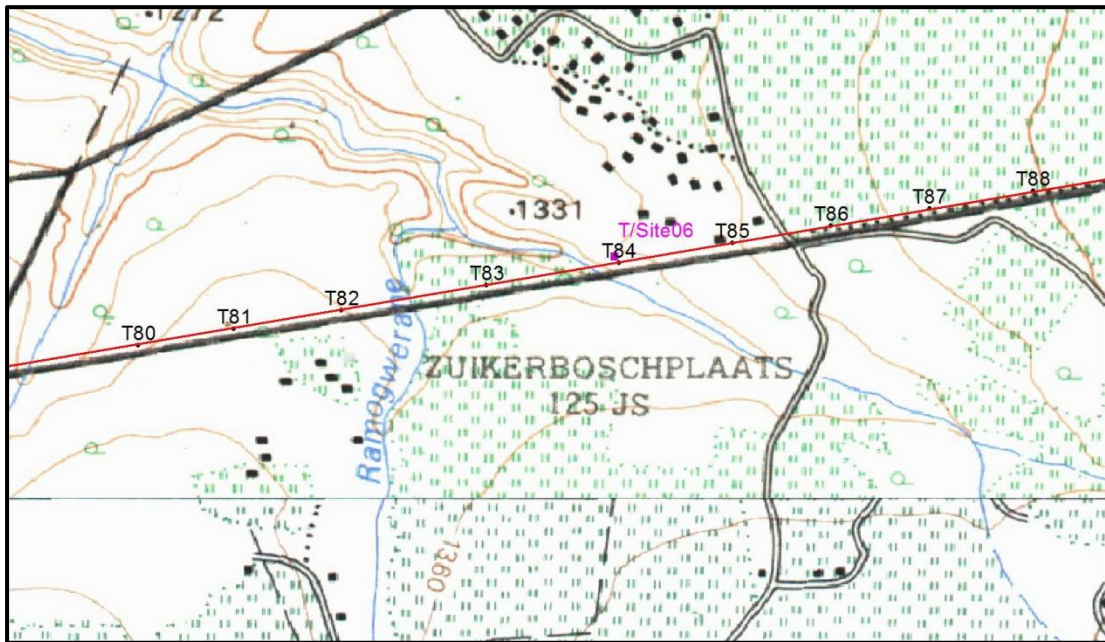 1272
1331
T/Site06
T88
T87
T86
T85
T84
T83
T82
T81
T80
ZUIKERBOSCHPLAATS
125 JS
Ramogwerane
1360